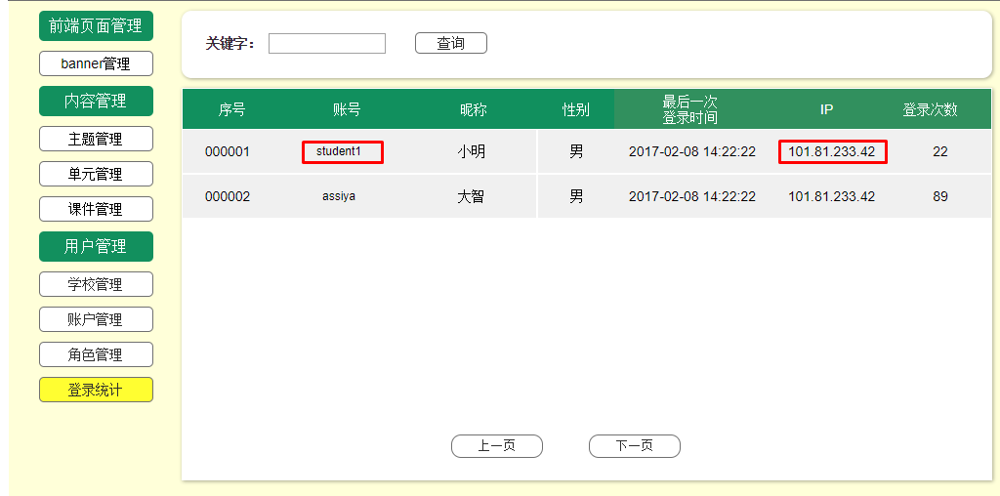 前端页面管理
banner管理
内容管理
主题管理
单元管理
课件管理
用户管理
学校管理
账户管理
角色管理
登录统计
关键字： 查询
序号 账号 昵称 性别 最后一次 IP 登录次数
登录时间
000001 student1 小明 男 2017-02-08 14:22:22 101.81.233.42 22
000002 assiya 大智 男 2017-02-08 14:22:22 101.81.233.42 89
上一页 下一页